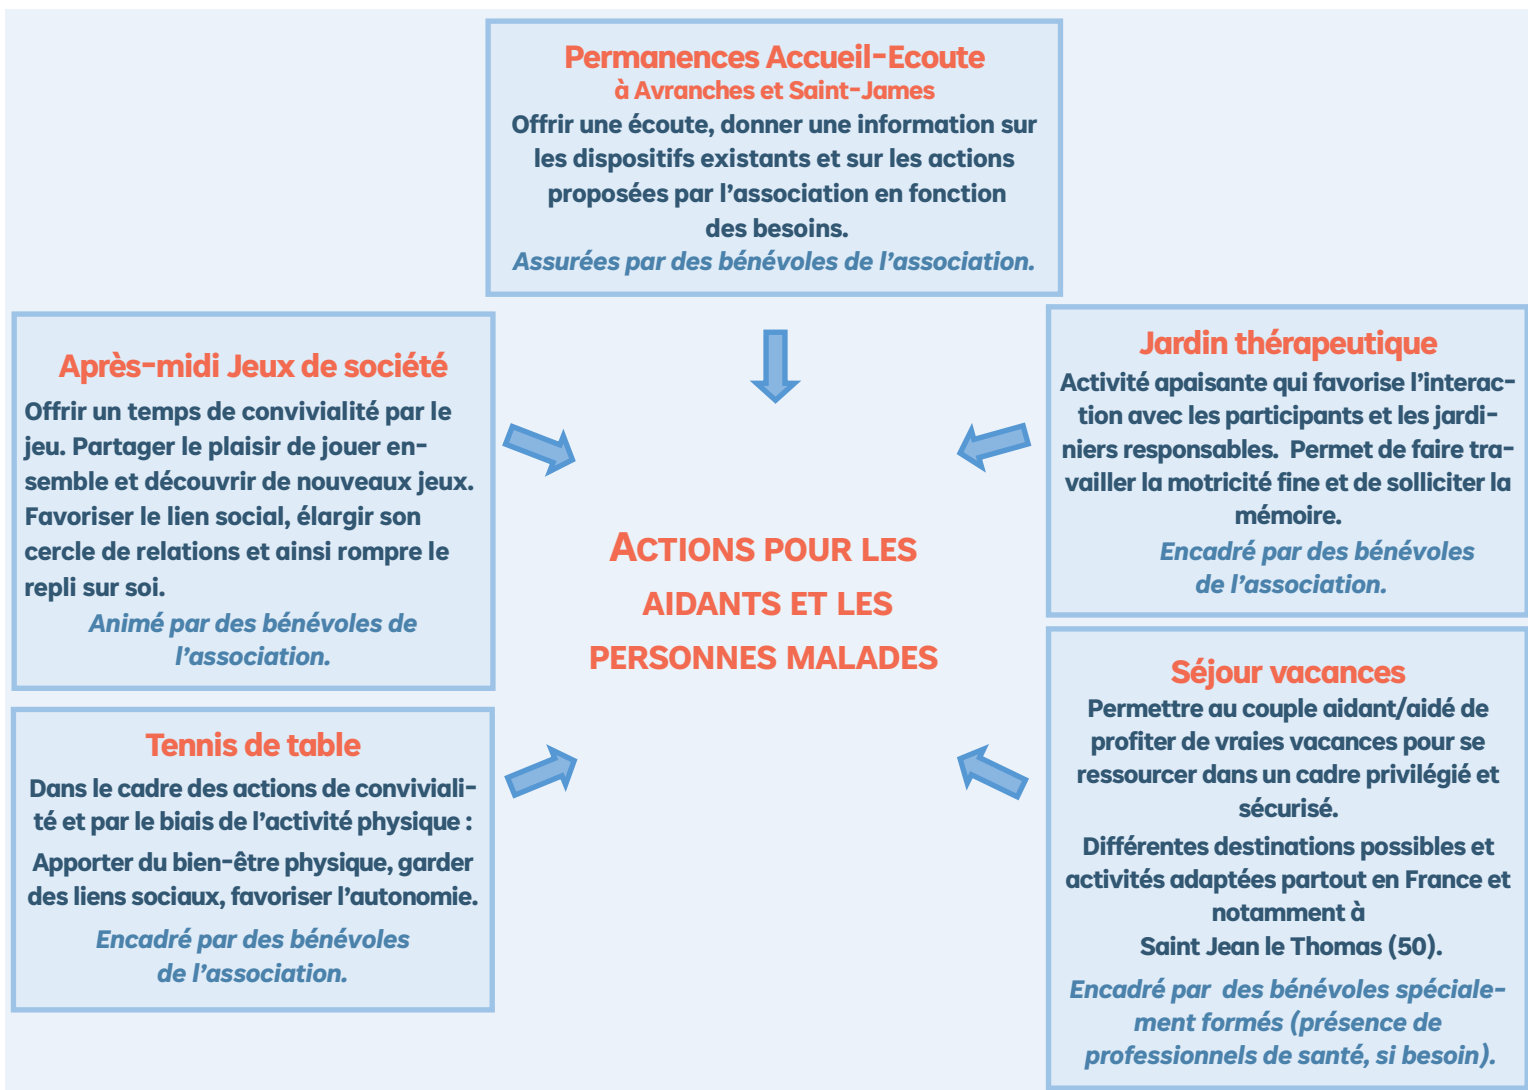 Permanences Accueil-Ecoute
à Avranches et Saint-James
Offrir une écoute, donner une information sur
les dispositifs existants et sur les actions
proposées par l’association en fonction
des besoins.
Assurées par des bénévoles de l’association.
Après-midi Jeux de société
Offrir un temps de convivialité par le
jeu. Partager le plaisir de jouer en-
semble et découvrir de nouveaux jeux.
Favoriser le lien social, élargir son
cercle de relations et ainsi rompre le
repli sur soi.
Animé par des bénévoles de
l’association.
Jardin thérapeutique
Activité apaisante qui favorise l’interac-
tion avec les participants et les jardi-
niers responsables.  Permet de faire tra-
vailler la motricité fine et de solliciter la
mémoire.
Encadré par des bénévoles
de l’association.
ACTIONS POUR LES
AIDANTS ET LES
PERSONNES MALADES
Tennis de table
Dans le cadre des actions de conviviali-
té et par le biais de l’activité physique :
Apporter du bien-être physique, garder
des liens sociaux, favoriser l’autonomie.
Encadré par des bénévoles
de l’association.
Séjour vacances
Permettre au couple aidant/aidé de
profiter de vraies vacances pour se
ressourcer dans un cadre privilégié et
sécurisé.
Différentes destinations possibles et
activités adaptées partout en France et
notamment à
Saint Jean le Thomas (50).
Encadré par  des bénévoles spéciale-
ment formés (présence de
professionnels de santé, si besoin).